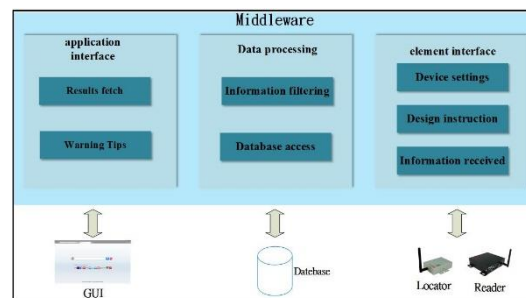 Middleware
application
interface
Results fetch
Warning Tips
Data processing
Information filtering
Database access
element interface
Device settings
Design instruction
Information received
GUI
Datebase
Locator
Reader